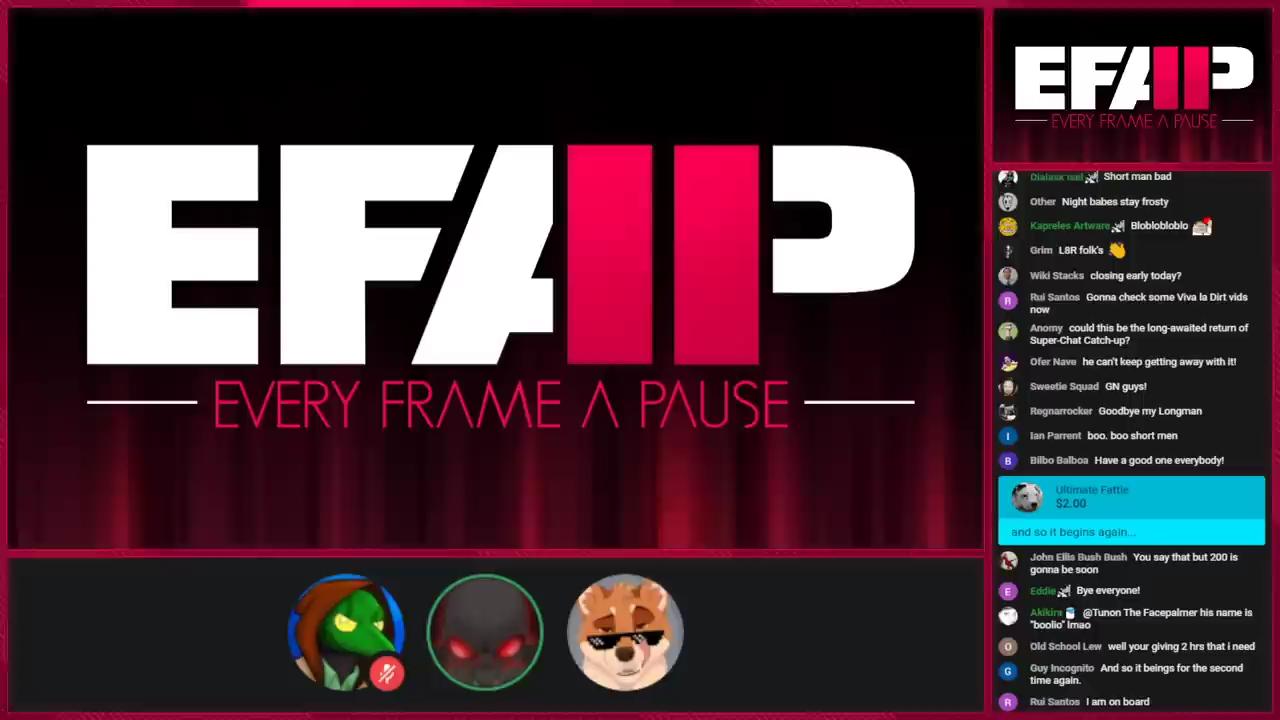 EFAP
EVERY FRAME A PAUSE
EFAP
EVERY FRAME A PAUSE
Short man bad
Other Night babes stay frosty
Kapreles Artware Bloblobloblo
Grim L8R folk's
Wiki Stacks closing early today?
Rui Santos Gonna check some Viva la Dirt vids
now
Anomy could this be the long-awaited return of
Super-Chat Catch-up?
Ofer Nave he can't keep getting away with it!
Sweetie Squad GN guys!
Regnarrocker Goodbye my Longman
Ian Parrent boo. boo short men
Bilbo Balboa Have a good one everybody!
Ultimate Fattie
$2.00
and so it begins again...
John Ellis Bush Bush You say that but 200 is
gonna be soon
Eddie Bye everyone!
Akikira @Tunon The Facepalmer his name is
"boolio" lmao
Old School Lew well your giving 2 hrs that i need
Guy Incognito And so it beings for the second
time again.
Rui Santos I am on board